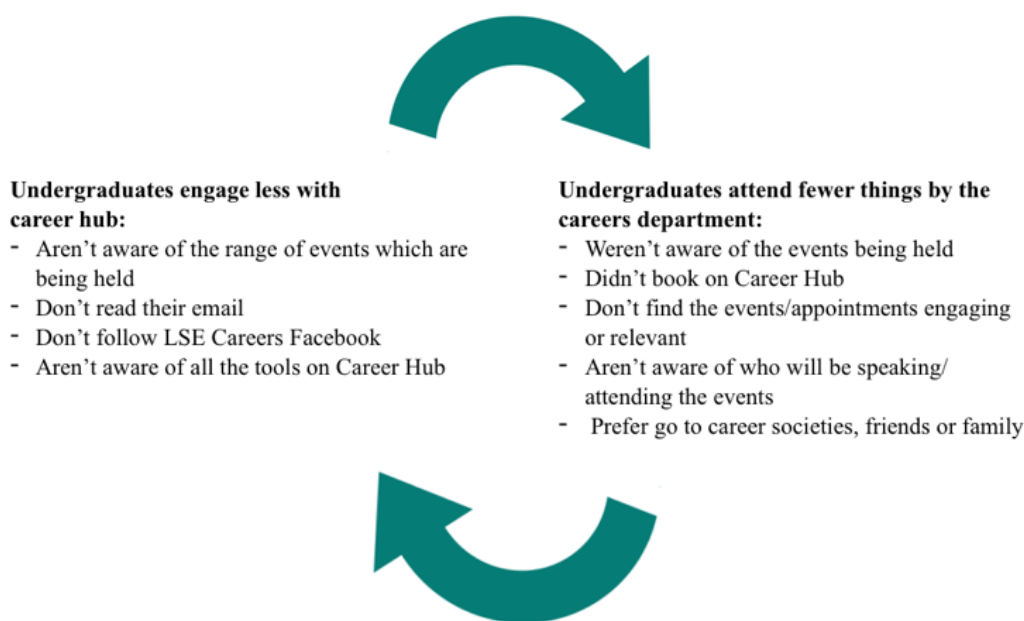 Undergraduates engage less with
career hub:
- Aren't aware of the range of events which are
being held
- Don't read their email
- Don't follow LSE Careers Facebook
- Aren't aware of all the tools on Career Hub
Undergraduates attend fewer things by the
careers department:
- Weren't aware of the events being held
- Didn't book on Career Hub
- Don't find the events/appointments engaging
or relevant
- Aren't aware of who will be speaking/
attending the events
- Prefer go to career societies, friends or family